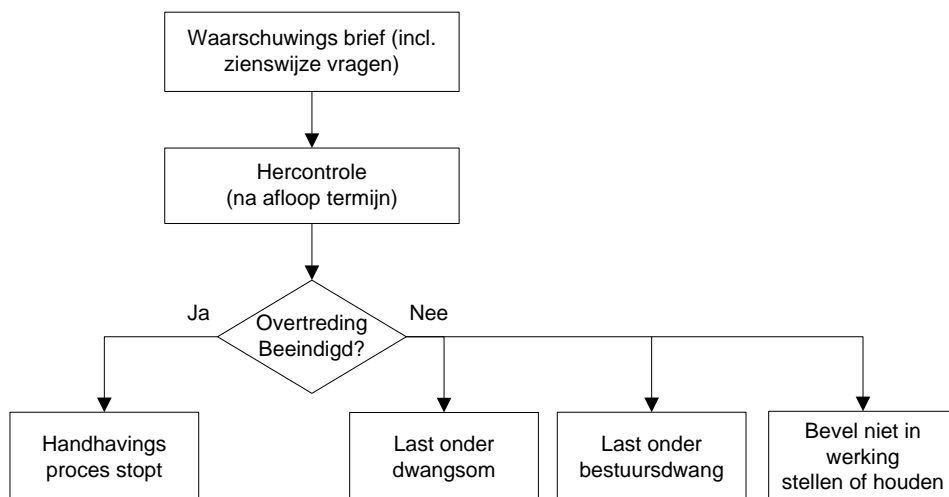 Waarschuwings brief (incl.
zienswijze vragen)
Hercontrole
(na afloop termijn)
Ja
Nee
Overtreding
Beeindigd?
Handhavings
proces stopt
Last onder
dwangsom
Last onder
bestuursdwang
Bevel niet in
werking
stellen of houden